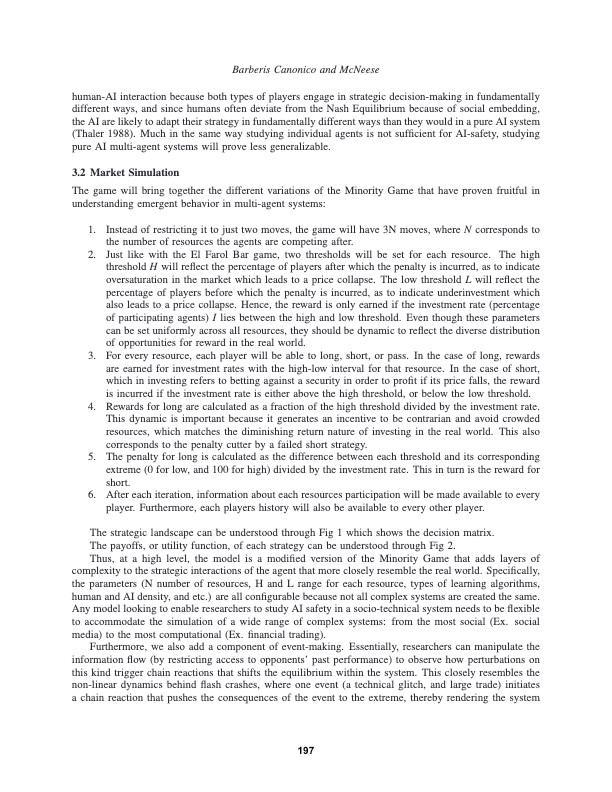 Barberis Canonico and McNeese
human-AI interaction because both types of players engage in strategic decision-making in fundamentally
different ways, and since humans often deviate from the Nash Equilibrium because of social embedding,
the AI are likely to adapt their strategy in fundamentally different ways than they would in a pure AI system
(Thaler 1988). Much in the same way studying individual agents is not sufficient for AI-safety, studying
pure AI multi-agent systems will prove less generalizable.
3.2 Market Simulation
The game will bring together the different variations of the Minority Game that have proven fruitful in
understanding emergent behavior in multi-agent systems:
1. Instead of restricting it to just two moves, the game will have 3N moves, where N corresponds to
the number of resources the agents are competing after.
2. Just like with the El Farol Bar game, two thresholds will be set for each resource. The high
threshold H will reflect the percentage of players after which the penalty is incurred, as to indicate
oversaturation in the market which leads to a price collapse. The low threshold L will reflect the
percentage of players before which the penalty is incurred, as to indicate underinvestment which
also leads to a price collapse. Hence, the reward is only earned if the investment rate (percentage
of participating agents) I lies between the high and low threshold. Even though these parameters
can be set uniformly across all resources, they should be dynamic to reflect the diverse distribution
of opportunities for reward in the real world.
3. For every resource, each player will be able to long, short, or pass. In the case of long, rewards
are earned for investment rates with the high-low interval for that resource. In the case of short,
which in investing refers to betting against a security in order to profit if its price falls, the reward
is incurred if the investment rate is either above the high threshold, or below the low threshold.
4. Rewards for long are calculated as a fraction of the high threshold divided by the investment rate.
This dynamic is important because it generates an incentive to be contrarian and avoid crowded
resources, which matches the diminishing return nature of investing in the real world. This also
corresponds to the penalty cutter by a failed short strategy.
5. The penalty for long is calculated as the difference between each threshold and its corresponding
extreme (0 for low, and 100 for high) divided by the investment rate. This in turn is the reward for
short.
6. After each iteration, information about each resources participation will be made available to every
player. Furthermore, each players history will also be available to every other player.
The strategic landscape can be understood through Fig 1 which shows the decision matrix.
The payoffs, or utility function, of each strategy can be understood through Fig 2.
Thus, at a high level, the model is a modified version of the Minority Game that adds layers of
complexity to the strategic interactions of the agent that more closely resemble the real world. Specifically,
the parameters (N number of resources, H and L range for each resource, types of learning algorithms,
human and AI density, and etc.) are all configurable because not all complex systems are created the same.
Any model looking to enable researchers to study AI safety in a socio-technical system needs to be flexible
to accommodate the simulation of a wide range of complex systems: from the most social (Ex. social
media) to the most computational (Ex. financial trading).
Furthermore, we also add a component of event-making. Essentially, researchers can manipulate the
information flow (by restricting access to opponents' past performance) to observe how perturbations on
this kind trigger chain reactions that shifts the equilibrium within the system. This closely resembles the
non-linear dynamics behind flash crashes, where one event (a technical glitch, and large trade) initiates
a chain reaction that pushes the consequences of the event to the extreme, thereby rendering the system
197